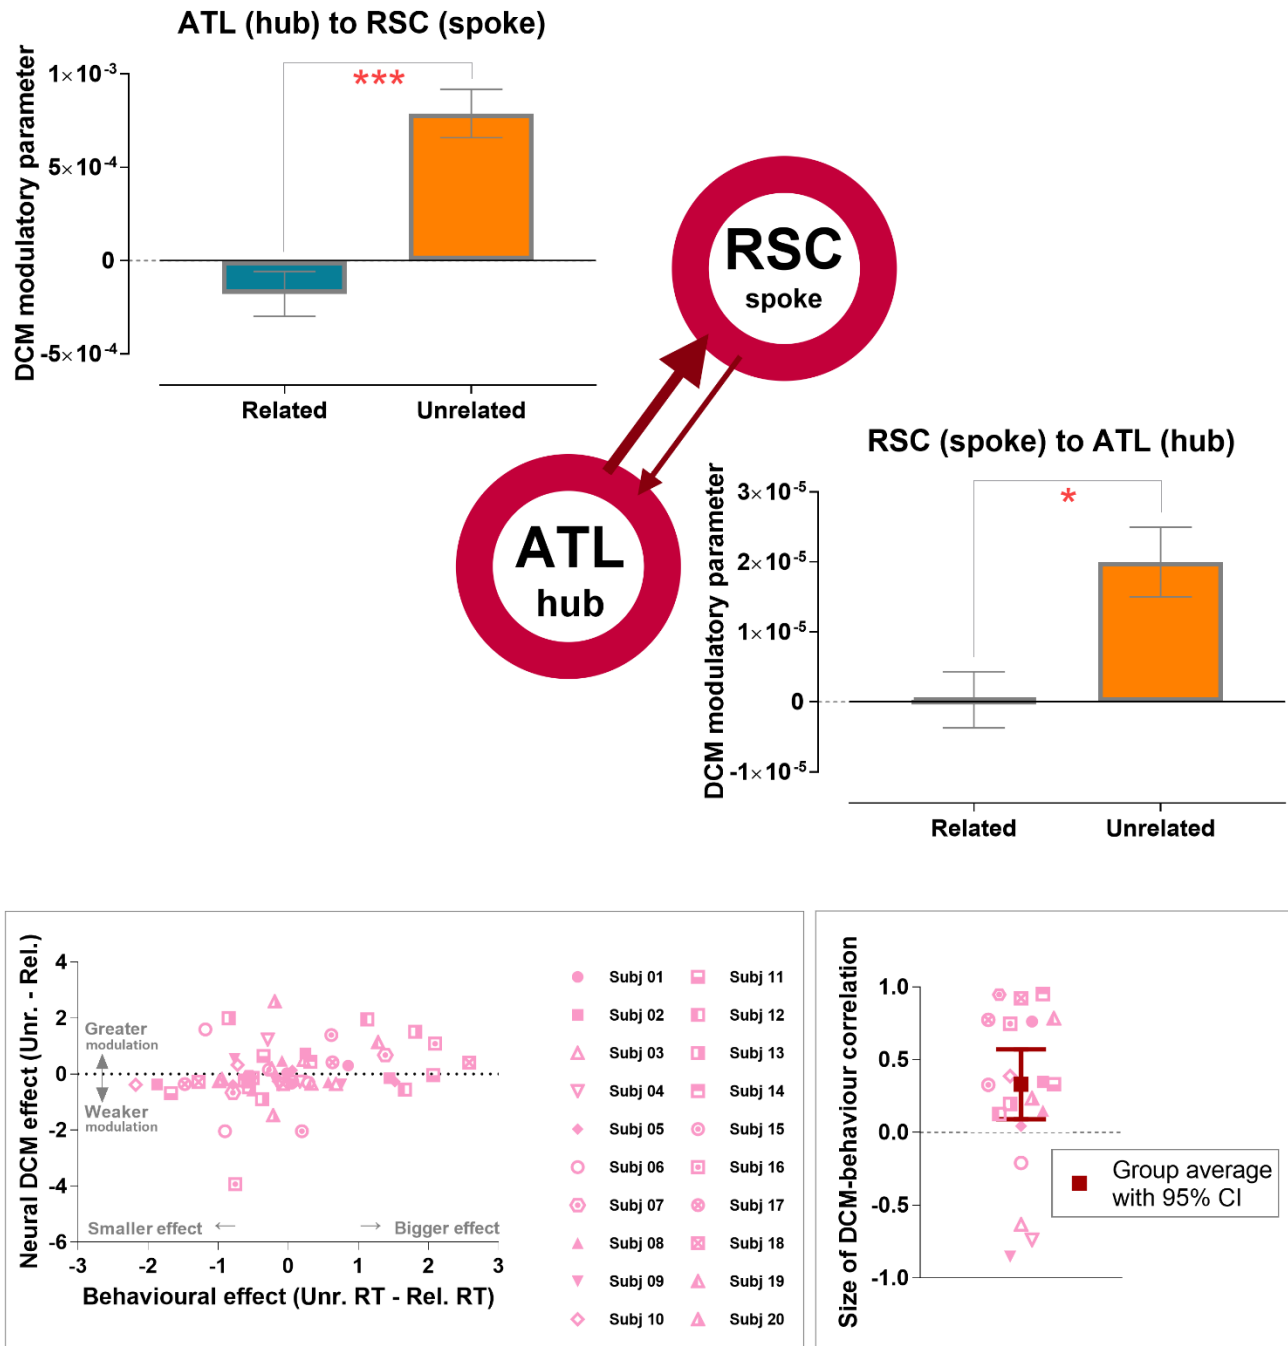 ATL (hub) to RSC (spoke)
DCM modulatory parameter
1×10⁻³
5×10⁻⁴
0
-5×10⁻⁴
***
Related
Unrelated
RSC
spoke
ATL
hub
RSC (spoke) to ATL (hub)
DCM modulatory parameter
3×10⁻⁵
2×10⁻⁵
1×10⁻⁵
0
-1×10⁻⁵
*
Related
Unrelated
Neural DCM effect (Unr. - Rel.)
4
2
0
-2
-4
-6
Greater
modulation
Weaker
modulation
Smaller effect ←
→ Bigger effect
-3
-2
-1
0
1
2
3
Behavioural effect (Unr. RT - Rel. RT)
Subj 01
Subj 02
Subj 03
Subj 04
Subj 05
Subj 06
Subj 07
Subj 08
Subj 09
Subj 10
Subj 11
Subj 12
Subj 13
Subj 14
Subj 15
Subj 16
Subj 17
Subj 18
Subj 19
Subj 20
Size of DCM-behaviour correlation
1.0
0.5
0.0
-0.5
-1.0
Group average
with 95% CI